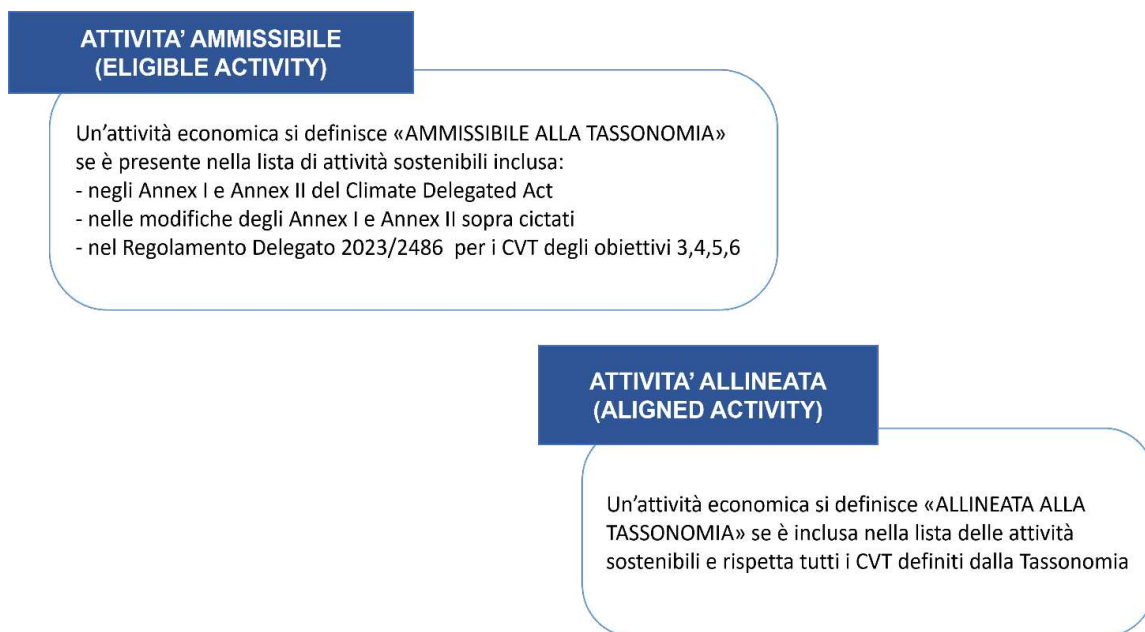 ATTIVITA’ AMMISSIBILE
(ELIGIBLE ACTIVITY)
Un’attività economica si definisce «AMMISSIBILE ALLA TASSONOMIA»
se è presente nella lista di attività sostenibili inclusa:
- negli Annex I e Annex II del Climate Delegated Act
- nelle modifiche degli Annex I e Annex II sopra cictati
- nel Regolamento Delegato 2023/2486 per i CVT degli obiettivi 3,4,5,6
ATTIVITA’ ALLINEATA
(ALIGNED ACTIVITY)
Un’attività economica si definisce «ALLINEATA ALLA
TASSONOMIA» se è inclusa nella lista delle attività
sostenibili e rispetta tutti i CVT definiti dalla Tassonomia